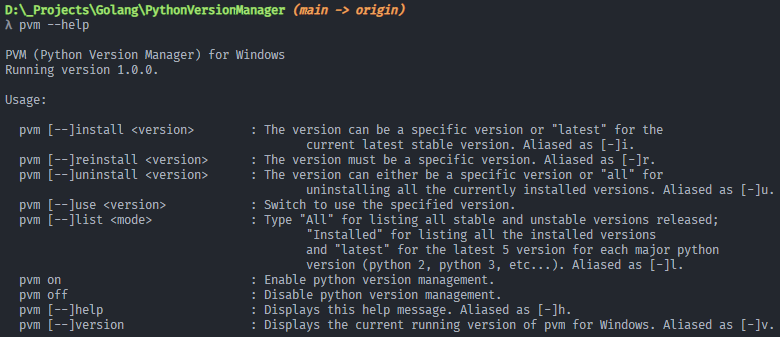 D:\_Projects\Golang\PythonVersionManager (main -> origin)
λ pvm --help
PVM (Python Version Manager) for Windows
Running version 1.0.0.
Usage:
pvm [--]install <version> : The version can be a specific version or "latest" for the
current latest stable version. Aliased as [-]i.
pvm [--]reinstall <version> : The version must be a specific version. Aliased as [-]r.
pvm [--]uninstall <version> : The version can either be a specific version or "all" for
uninstalling all the currently installed versions. Aliased as [-]u.
pvm [--]use <version> : Switch to use the specified version.
pvm [--]list <mode> : Type "All" for listing all stable and unstable versions released;
"Installed" for listing all the installed versions
and "latest" for the latest 5 version for each major python
version (python 2, python 3, etc...). Aliased as [-]l.
pvm on : Enable python version management.
pvm off : Disable python version management.
pvm [--]help : Displays this help message. Aliased as [-]h.
pvm [--]version : Displays the current running version of pvm for Windows. Aliased as [-]v.